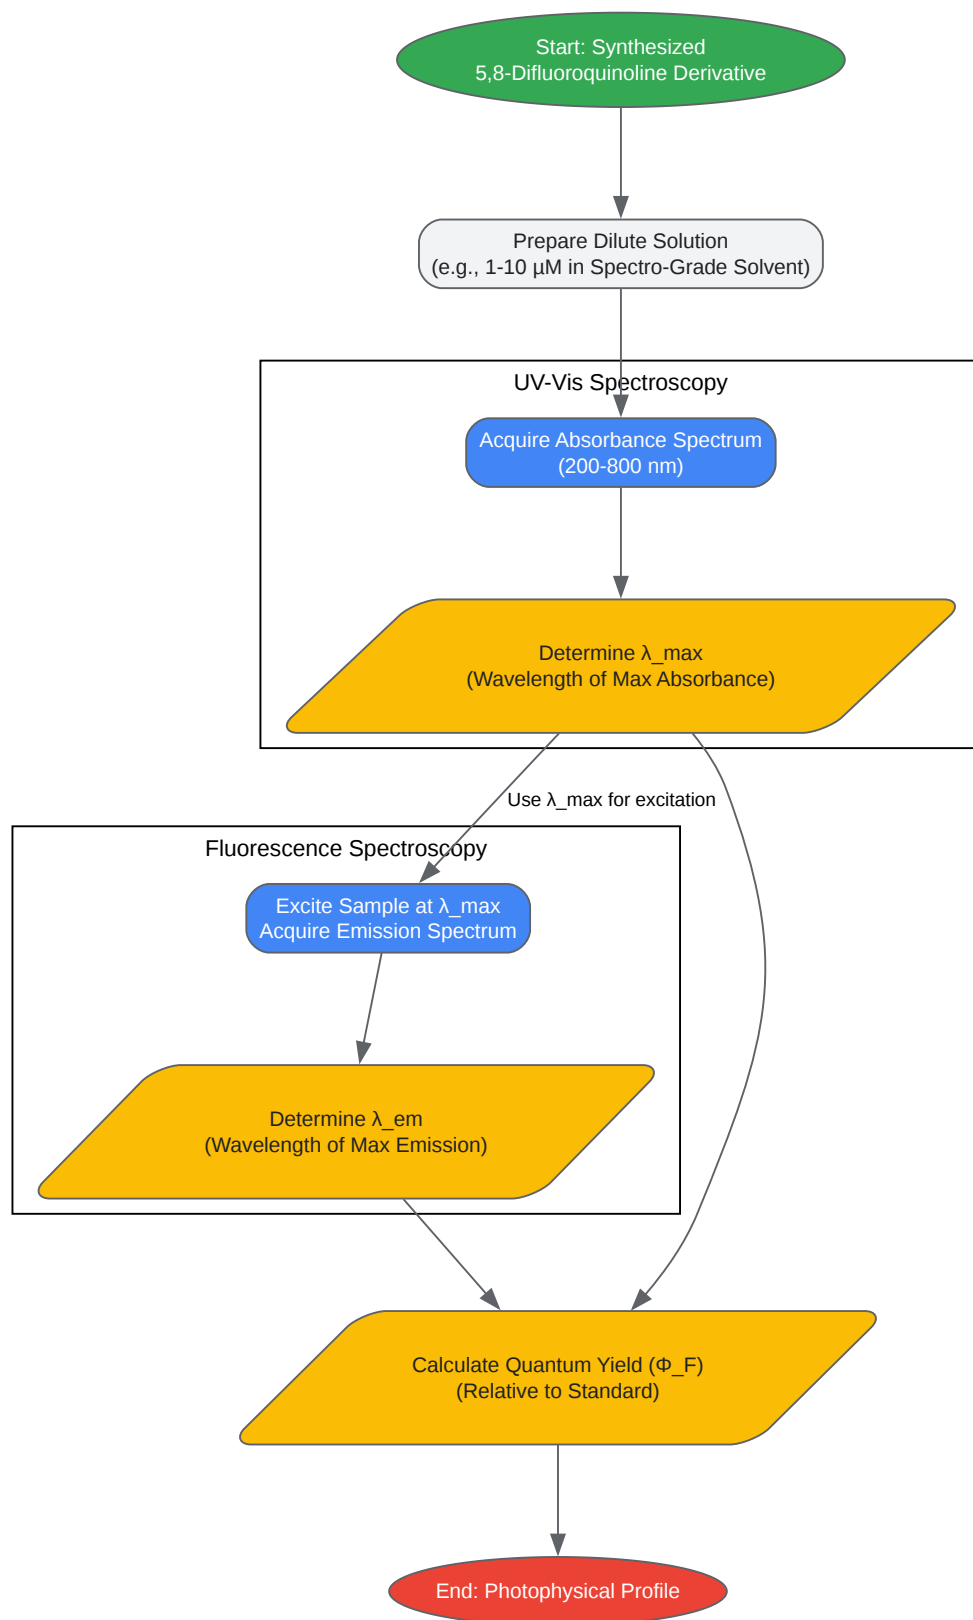 Start: Synthesized
5,8-Difluoroquinoline Derivative
Prepare Dilute Solution
(e.g., 1-10 µM in Spectro-Grade Solvent)
UV-Vis Spectroscopy
Acquire Absorbance Spectrum
(200-800 nm)
Determine λ_max
(Wavelength of Max Absorbance)
Use λ_max for excitation
Fluorescence Spectroscopy
Excite Sample at λ_max
Acquire Emission Spectrum
Determine λ_em
(Wavelength of Max Emission)
Calculate Quantum Yield (Φ_F)
(Relative to Standard)
End: Photophysical Profile